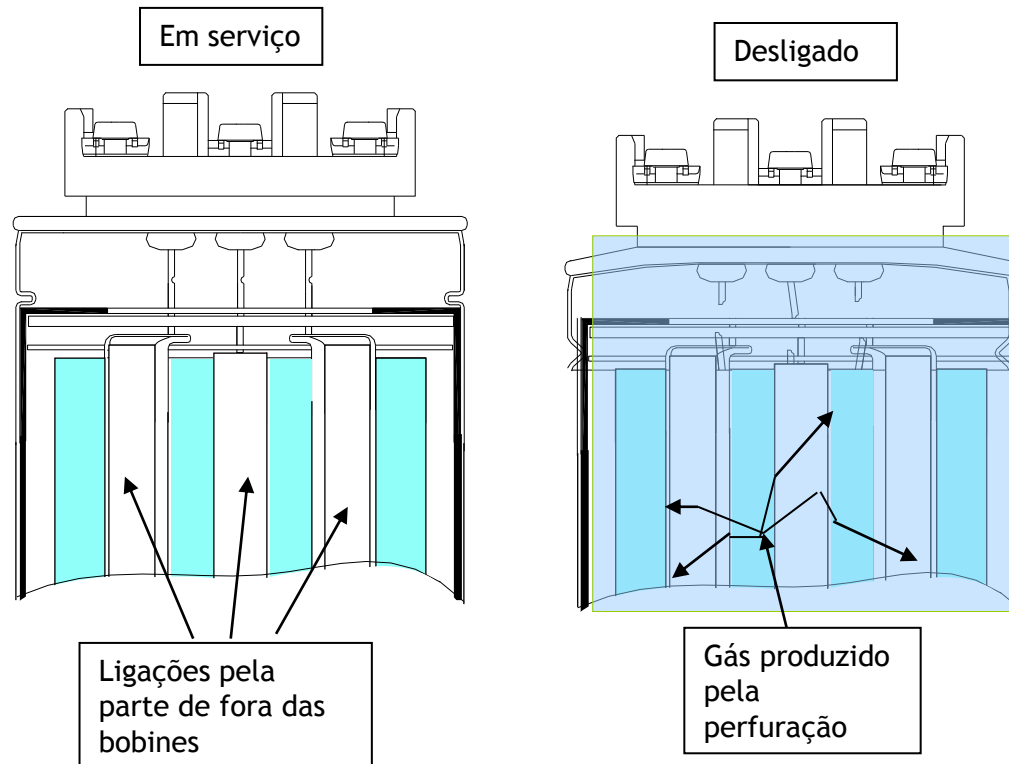 Em serviço
Desligado
Ligações pela
parte de fora das
bobines
Gás produzido
pela
perfuração